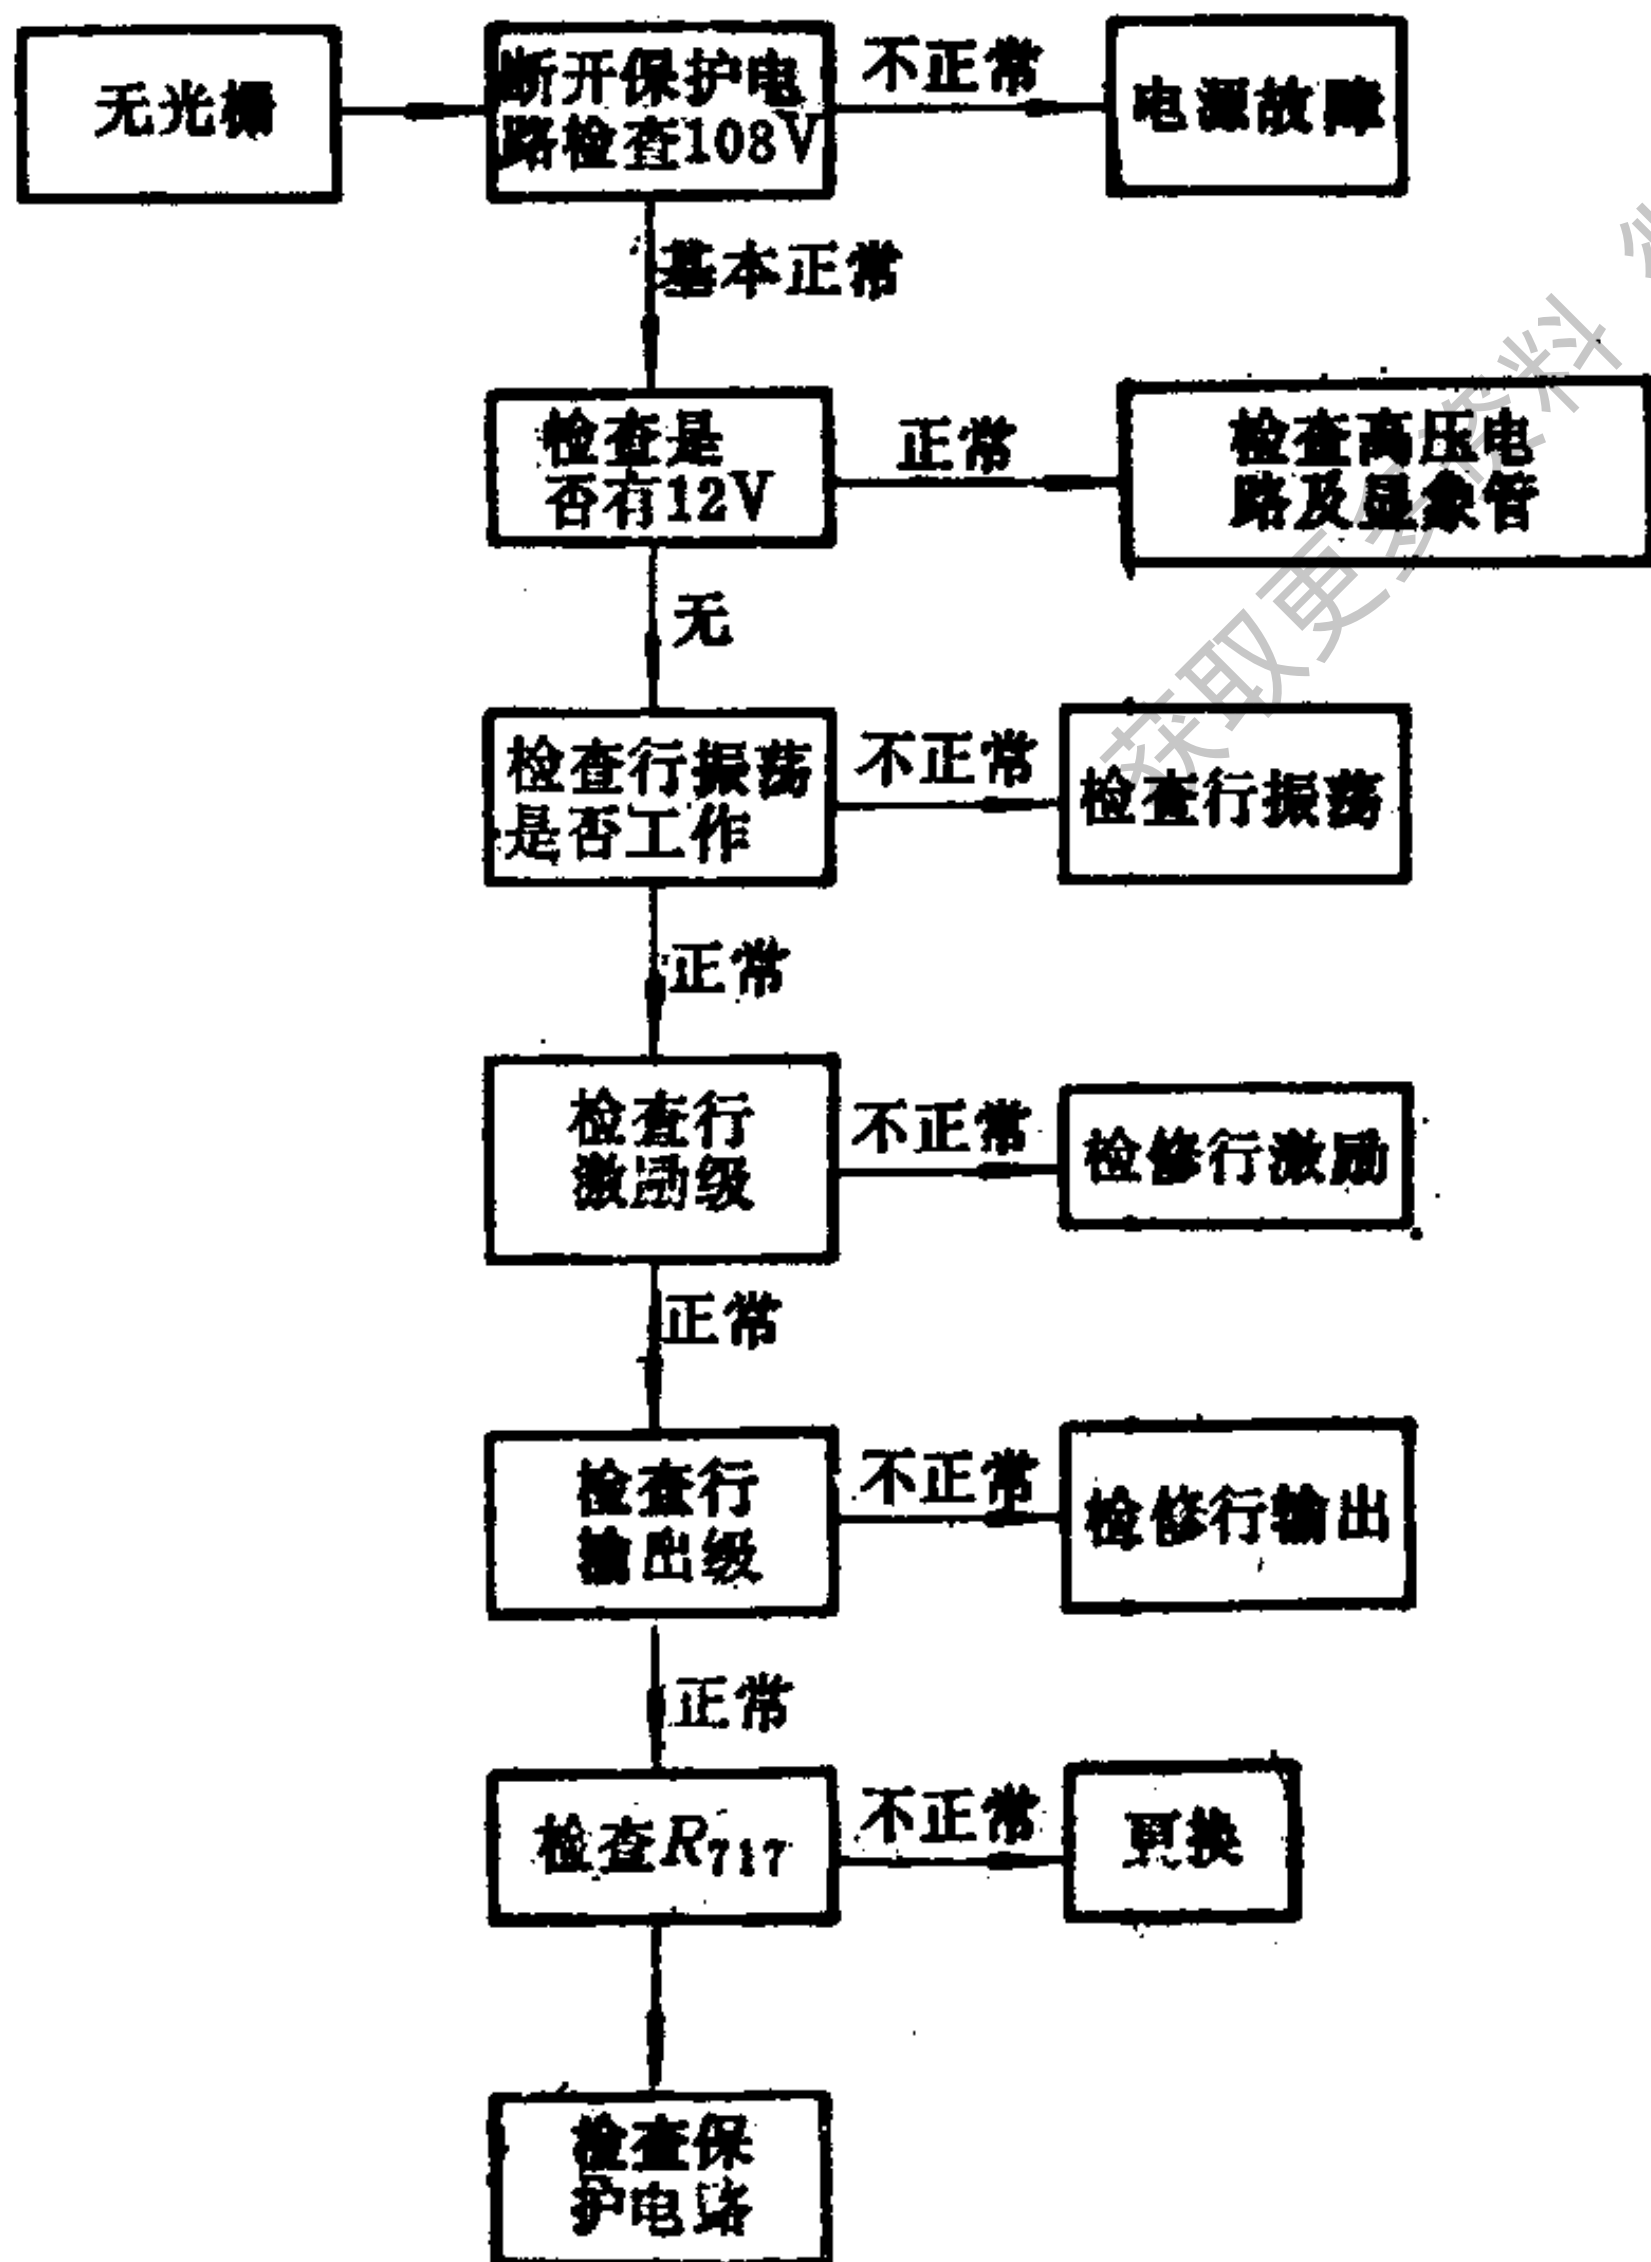 无光栅
断开保护电
路检查108V
不正常
电源故障
基本正常
检查是
否有12V
正常
检查高压电
路及显象管
无
检查行振荡
是否工作
不正常
检查行振荡
正常
检查行
激励级
不正常
检修行激励
正常
检查行
输出级
不正常
检修行输出
正常
检查R717
不正常
更换
检查保
护电路
获取更多资料